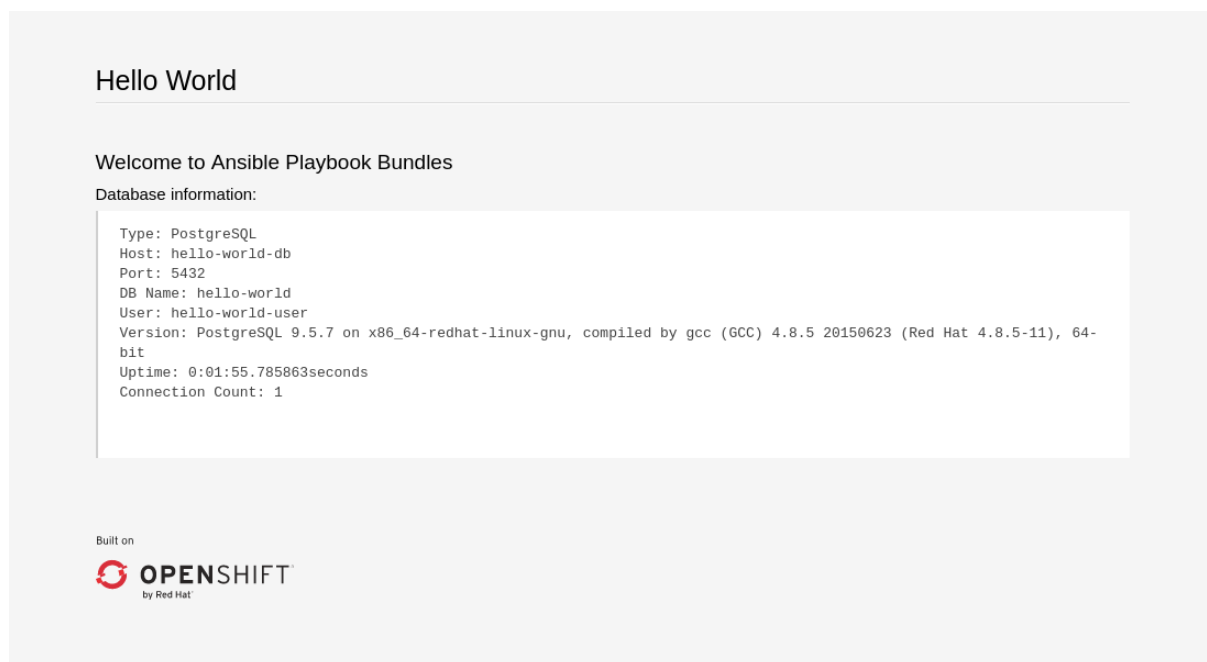 Hello World
Welcome to Ansible Playbook Bundles
Database information:
Type: PostgreSQL
Host: hello-world-db
Port: 5432
DB Name: hello-world
User: hello-world-user
Version: PostgreSQL 9.5.7 on x86_64-redhat-linux-gnu, compiled by gcc (GCC) 4.8.5 20150623 (Red Hat 4.8.5-11), 64-
bit
Uptime: 0:01:55.785863seconds
Connection Count: 1
Built on
OPENSHIFT
by Red Hat